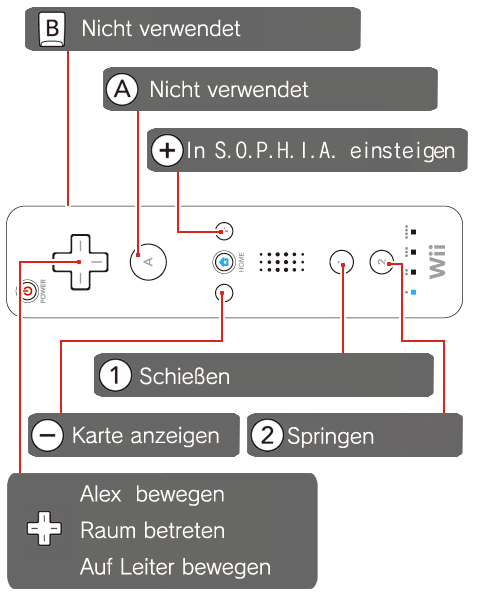 B Nicht verwendet
A Nicht verwendet
+ In S.O.P.H.I.A. einsteigen
A
HOME
1
2
Wii
POWER
1 Schießen
− Karte anzeigen
2 Springen
Alex bewegen
Raum betreten
Auf Leiter bewegen